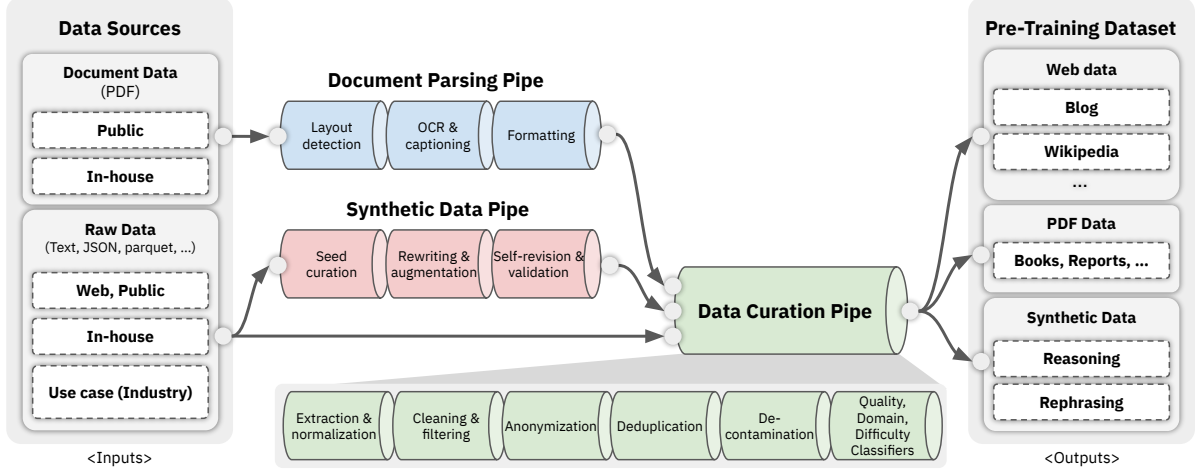 Data Sources
Document Data
(PDF)
Public
In-house
Raw Data
(Text, JSON, parquet, ...)
Web, Public
In-house
Use case (Industry)
<Inputs>
Document Parsing Pipe
Layout
detection
OCR &
captioning
Formatting
Synthetic Data Pipe
Seed
curation
Rewriting &
augmentation
Self-revision &
validation
Data Curation Pipe
Extraction &
normalization
Cleaning &
filtering
Anonymization
Deduplication
De-
contamination
Quality,
Domain,
Difficulty
Classifiers
Pre-Training Dataset
Web data
Blog
Wikipedia
...
PDF Data
Books, Reports, ...
Synthetic Data
Reasoning
Rephrasing
<Outputs>